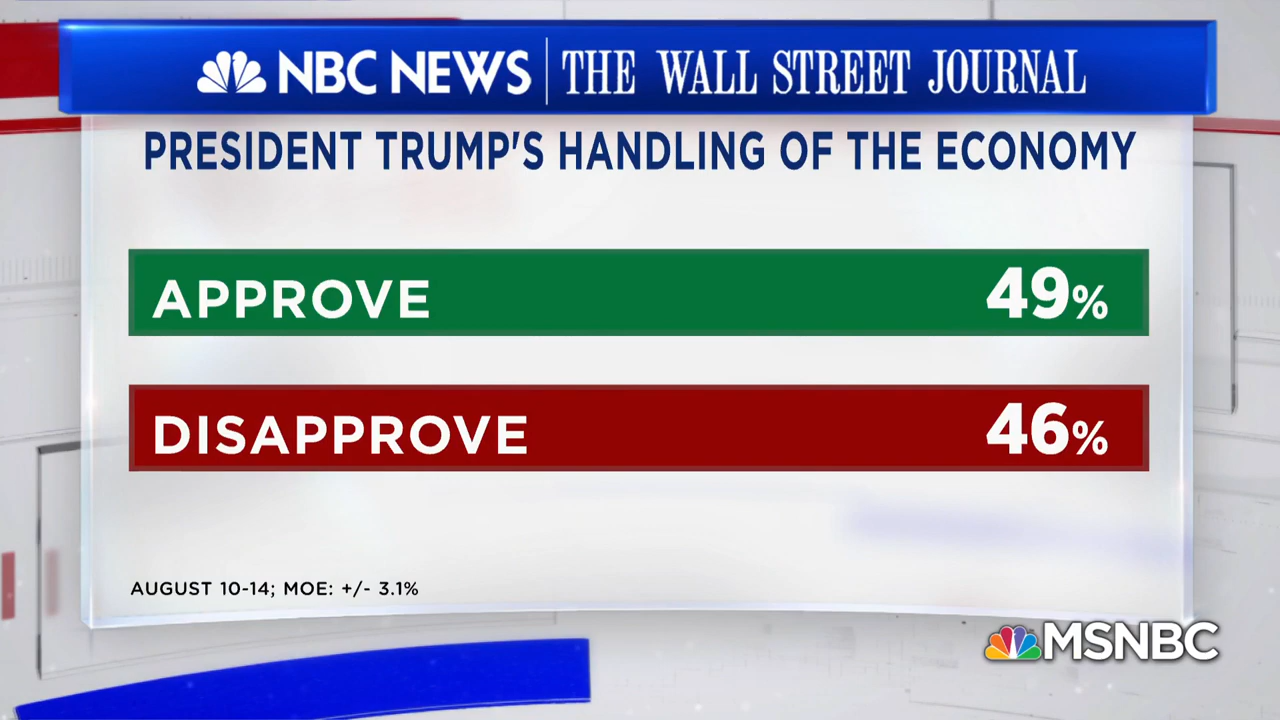 NBC NEWS THE WALL STREET JOURNAL
PRESIDENT TRUMP'S HANDLING OF THE ECONOMY
APPROVE 49%
DISAPPROVE 46%
AUGUST 10-14; MOE: +/- 3.1%
MSNBC